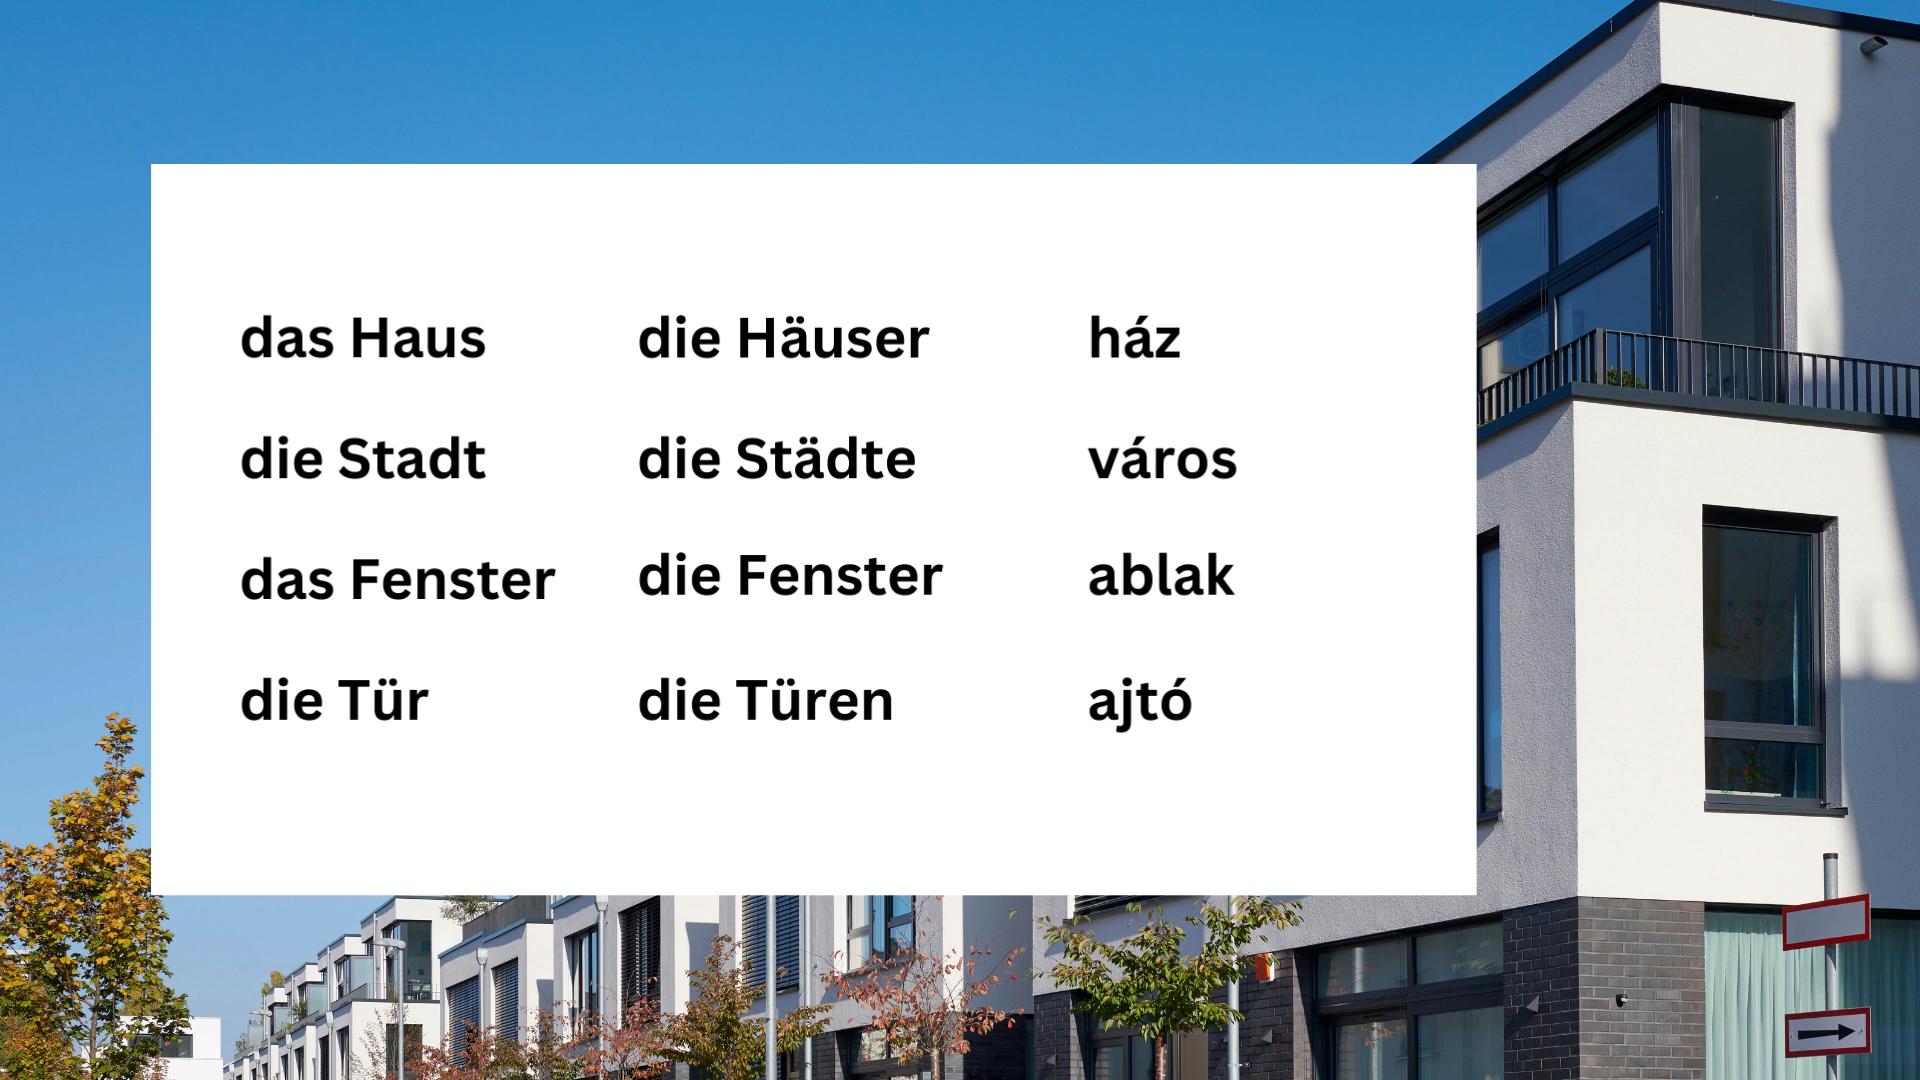 das Haus die Häuser ház
die Stadt die Städte város
das Fenster die Fenster ablak
die Tür die Türen ajtó